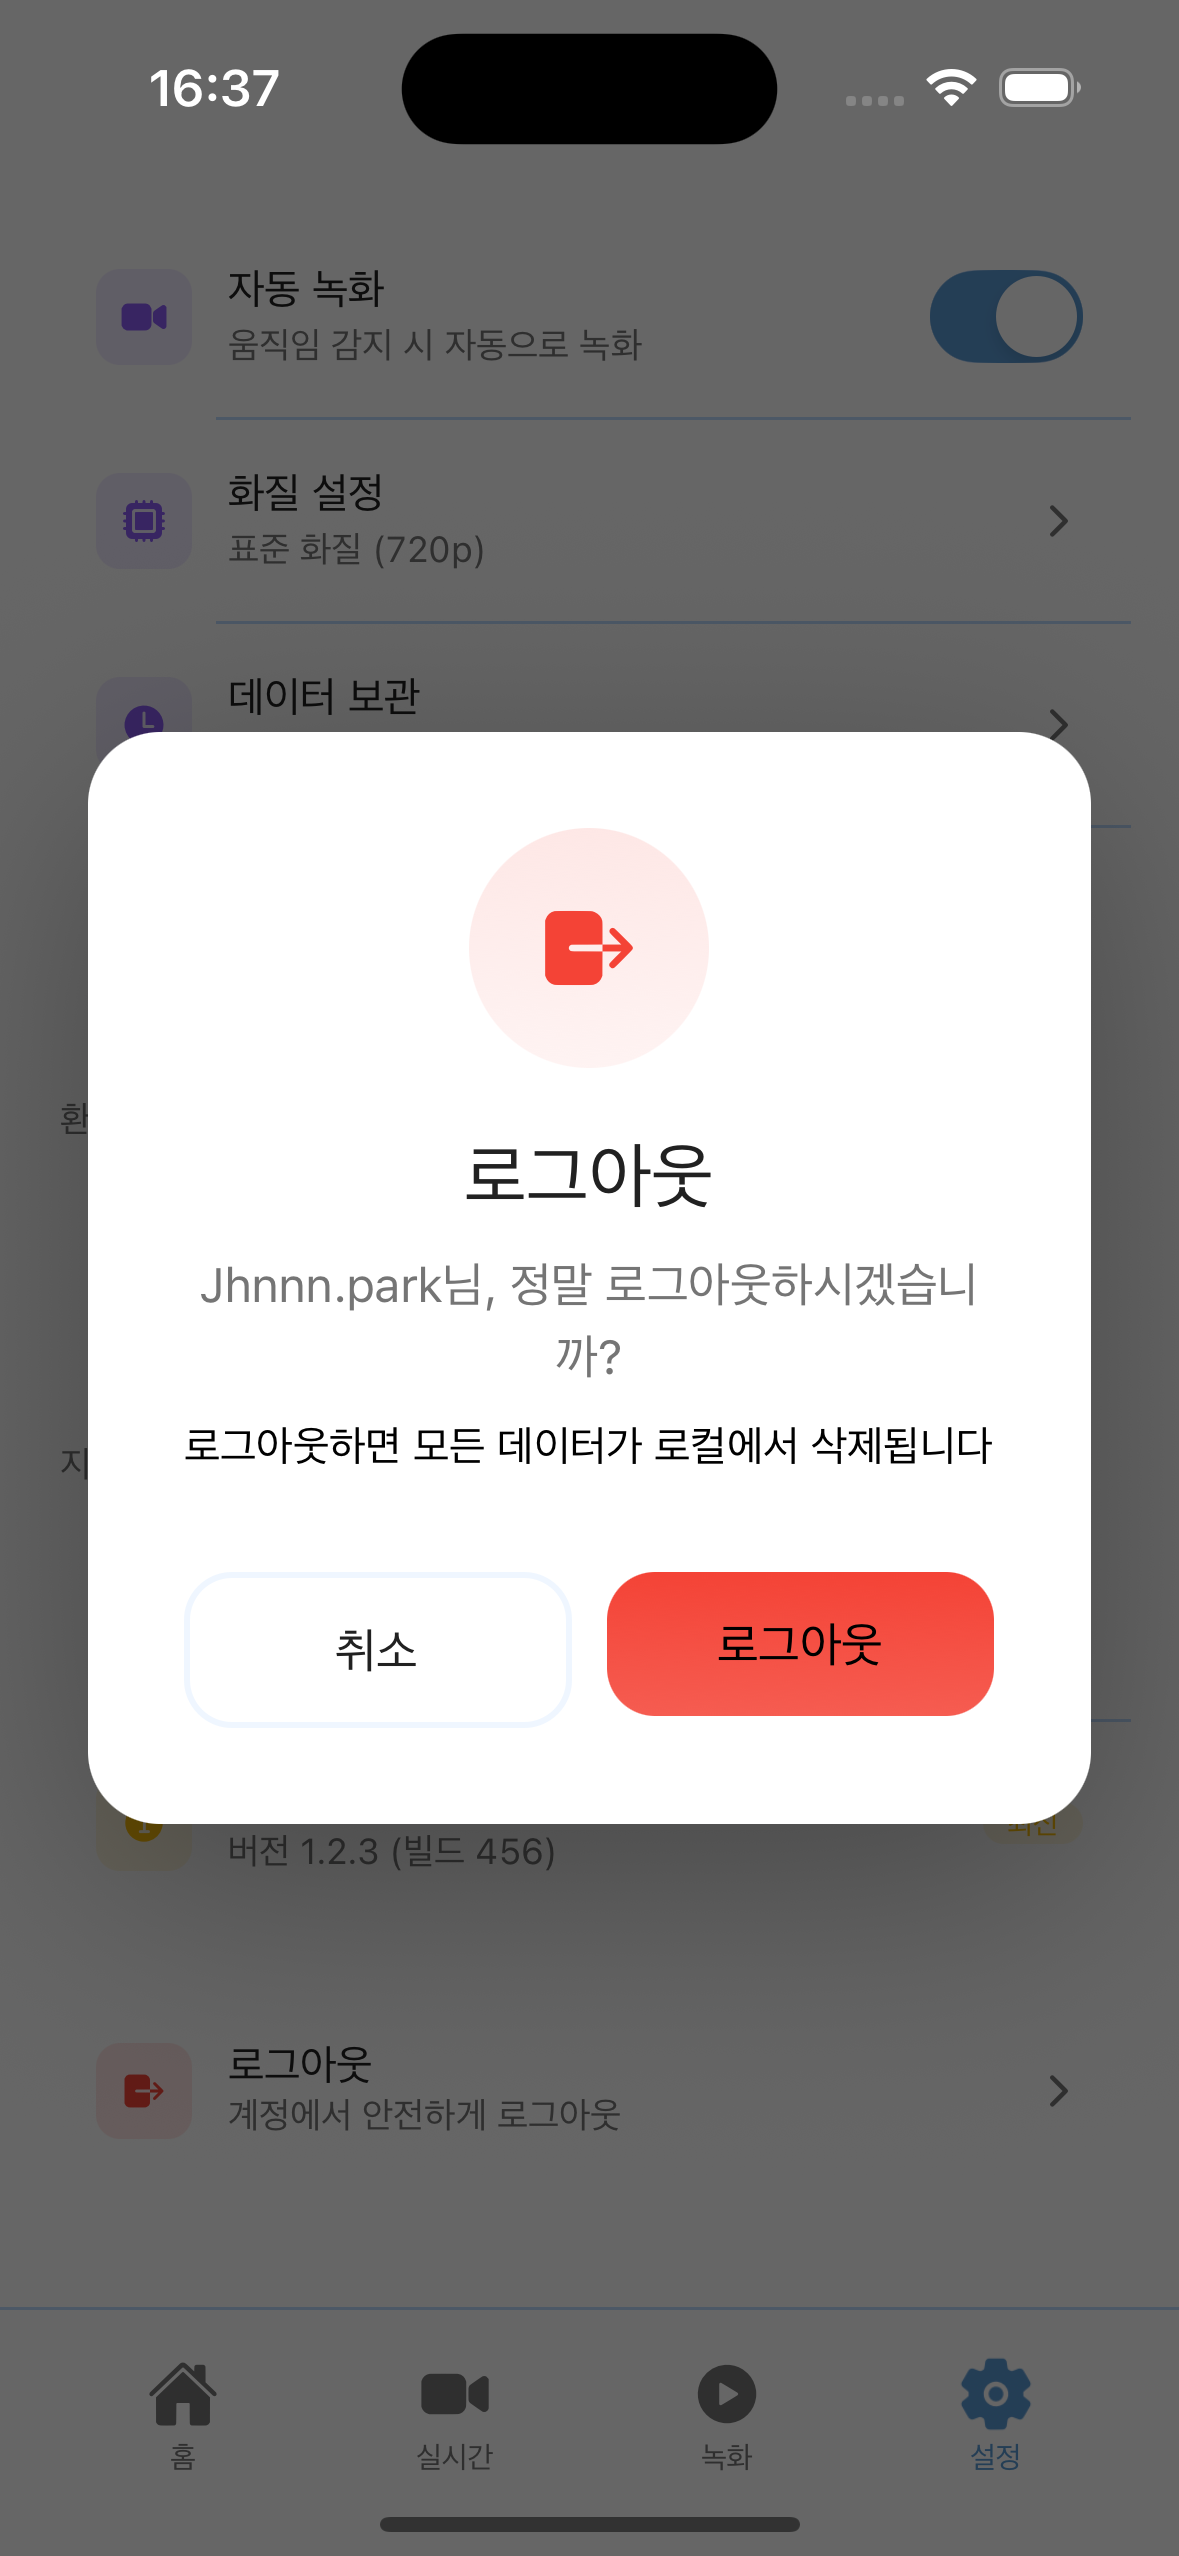 16:37
자동 녹화
움직임 감지 시 자동으로 녹화
화질 설정
표준 화질 (720p)
데이터 보관
로그아웃
Jhnnn.park님, 정말 로그아웃하시겠습니
까?
로그아웃하면 모든 데이터가 로컬에서 삭제됩니다
취소
로그아웃
버전 1.2.3 (빌드 456)
로그아웃
계정에서 안전하게 로그아웃
홈
실시간
녹화
설정